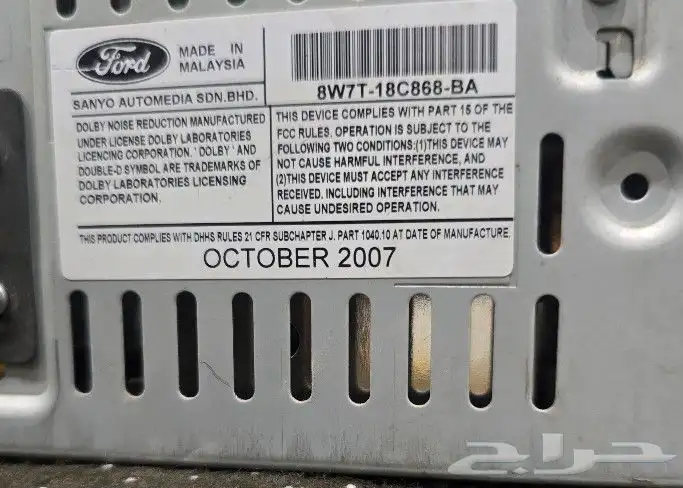 Ford
MADE IN
MALAYSIA
SANYO AUTOMEDIA SDN.BHD.
8W7T-18C868-BA
DOLBY NOISE REDUCTION MANUFACTURED
UNDER LICENSE DOLBY LABORATORIES
LICENCING CORPORATION. ' DOLBY ' AND
DOUBLE-D SYMBOL ARE TRADEMARKS OF
DOLBY LABORATORIES LICENSING
CORPORATION.
THIS DEVICE COMPLIES WITH PART 15 OF THE
FCC RULES. OPERATION IS SUBJECT TO THE
FOLLOWING TWO CONDITIONS:(1)THIS DEVICE MAY
NOT CAUSE HARMFUL INTERFERENCE, AND
(2)THIS DEVICE MUST ACCEPT ANY INTERFERENCE
RECEIVED. INCLUDING INTERFERENCE THAT MAY
CAUSE UNDESIRED OPERATION.
THIS PRODUCT COMPLIES WITH DHHS RULES 21 CFR SUBCHAPTER J. PART 1040.10 AT DATE OF MANUFACTURE.
OCTOBER 2007
حراج